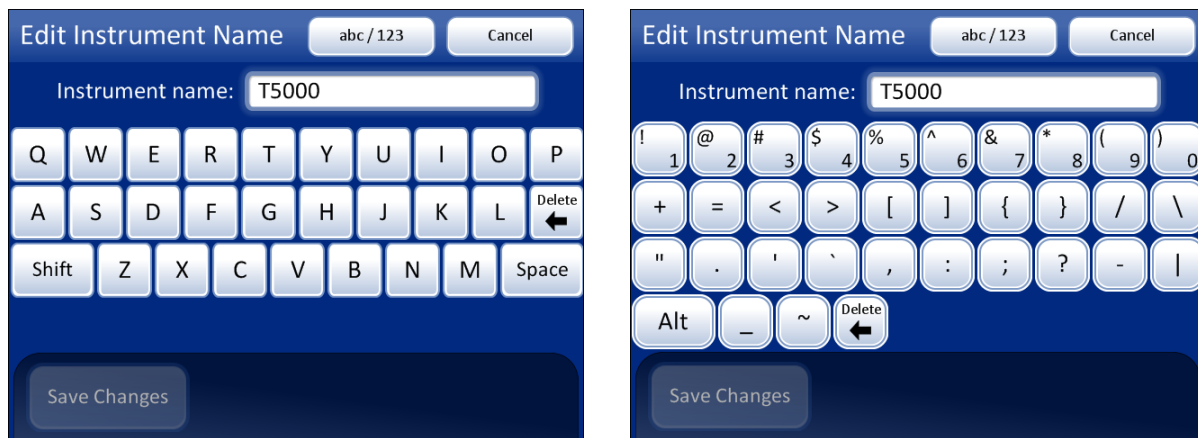 Edit Instrument Name abc / 123 Cancel
Instrument name: T5000
Q W E R T Y U I O P
A S D F G H J K L Delete
Shift Z X C V B N M Space
Save Changes
Edit Instrument Name abc / 123 Cancel
Instrument name: T5000
! 1 @ 2 # 3 $ 4 % 5 ^ 6 & 7 * 8 ( 9 ) 0
+ = < > [ ] { } / \
" . ' ` , : ; ? - |
Alt _ ~ Delete
Save Changes